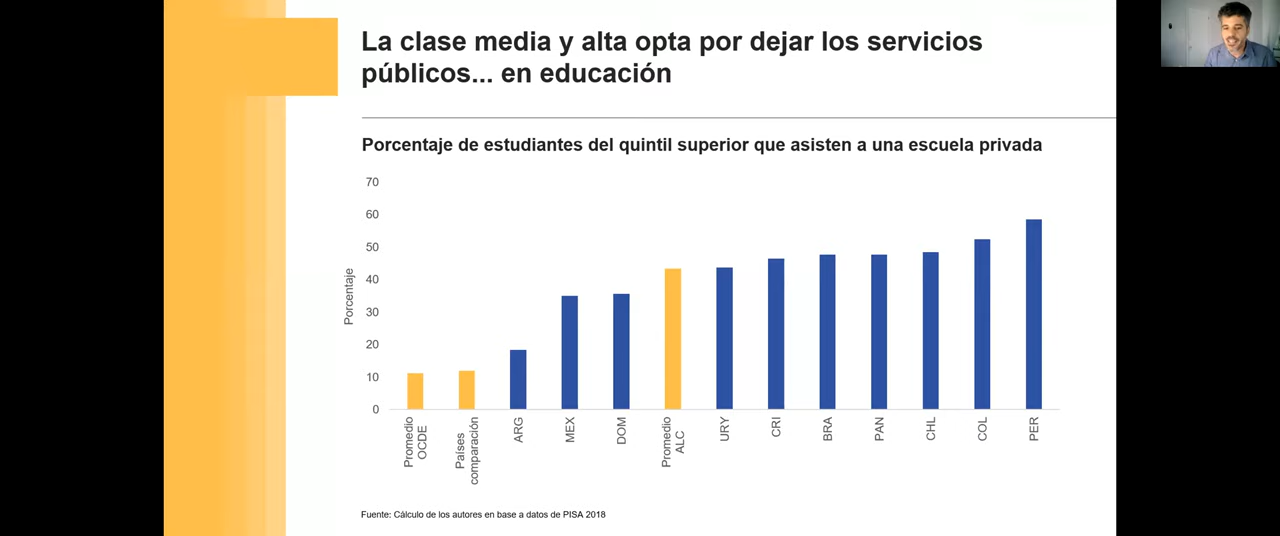 La clase media y alta opta por dejar los servicios
públicos... en educación
Porcentaje de estudiantes del quintil superior que asisten a una escuela privada
Porcentaje
70
60
50
40
30
20
10
0
Promedio
OCDE
Países
comparación
ARG
MEX
DOM
Promedio
ALC
URY
CRI
BRA
PAN
CHL
COL
PER
Fuente: Cálculo de los autores en base a datos de PISA 2018